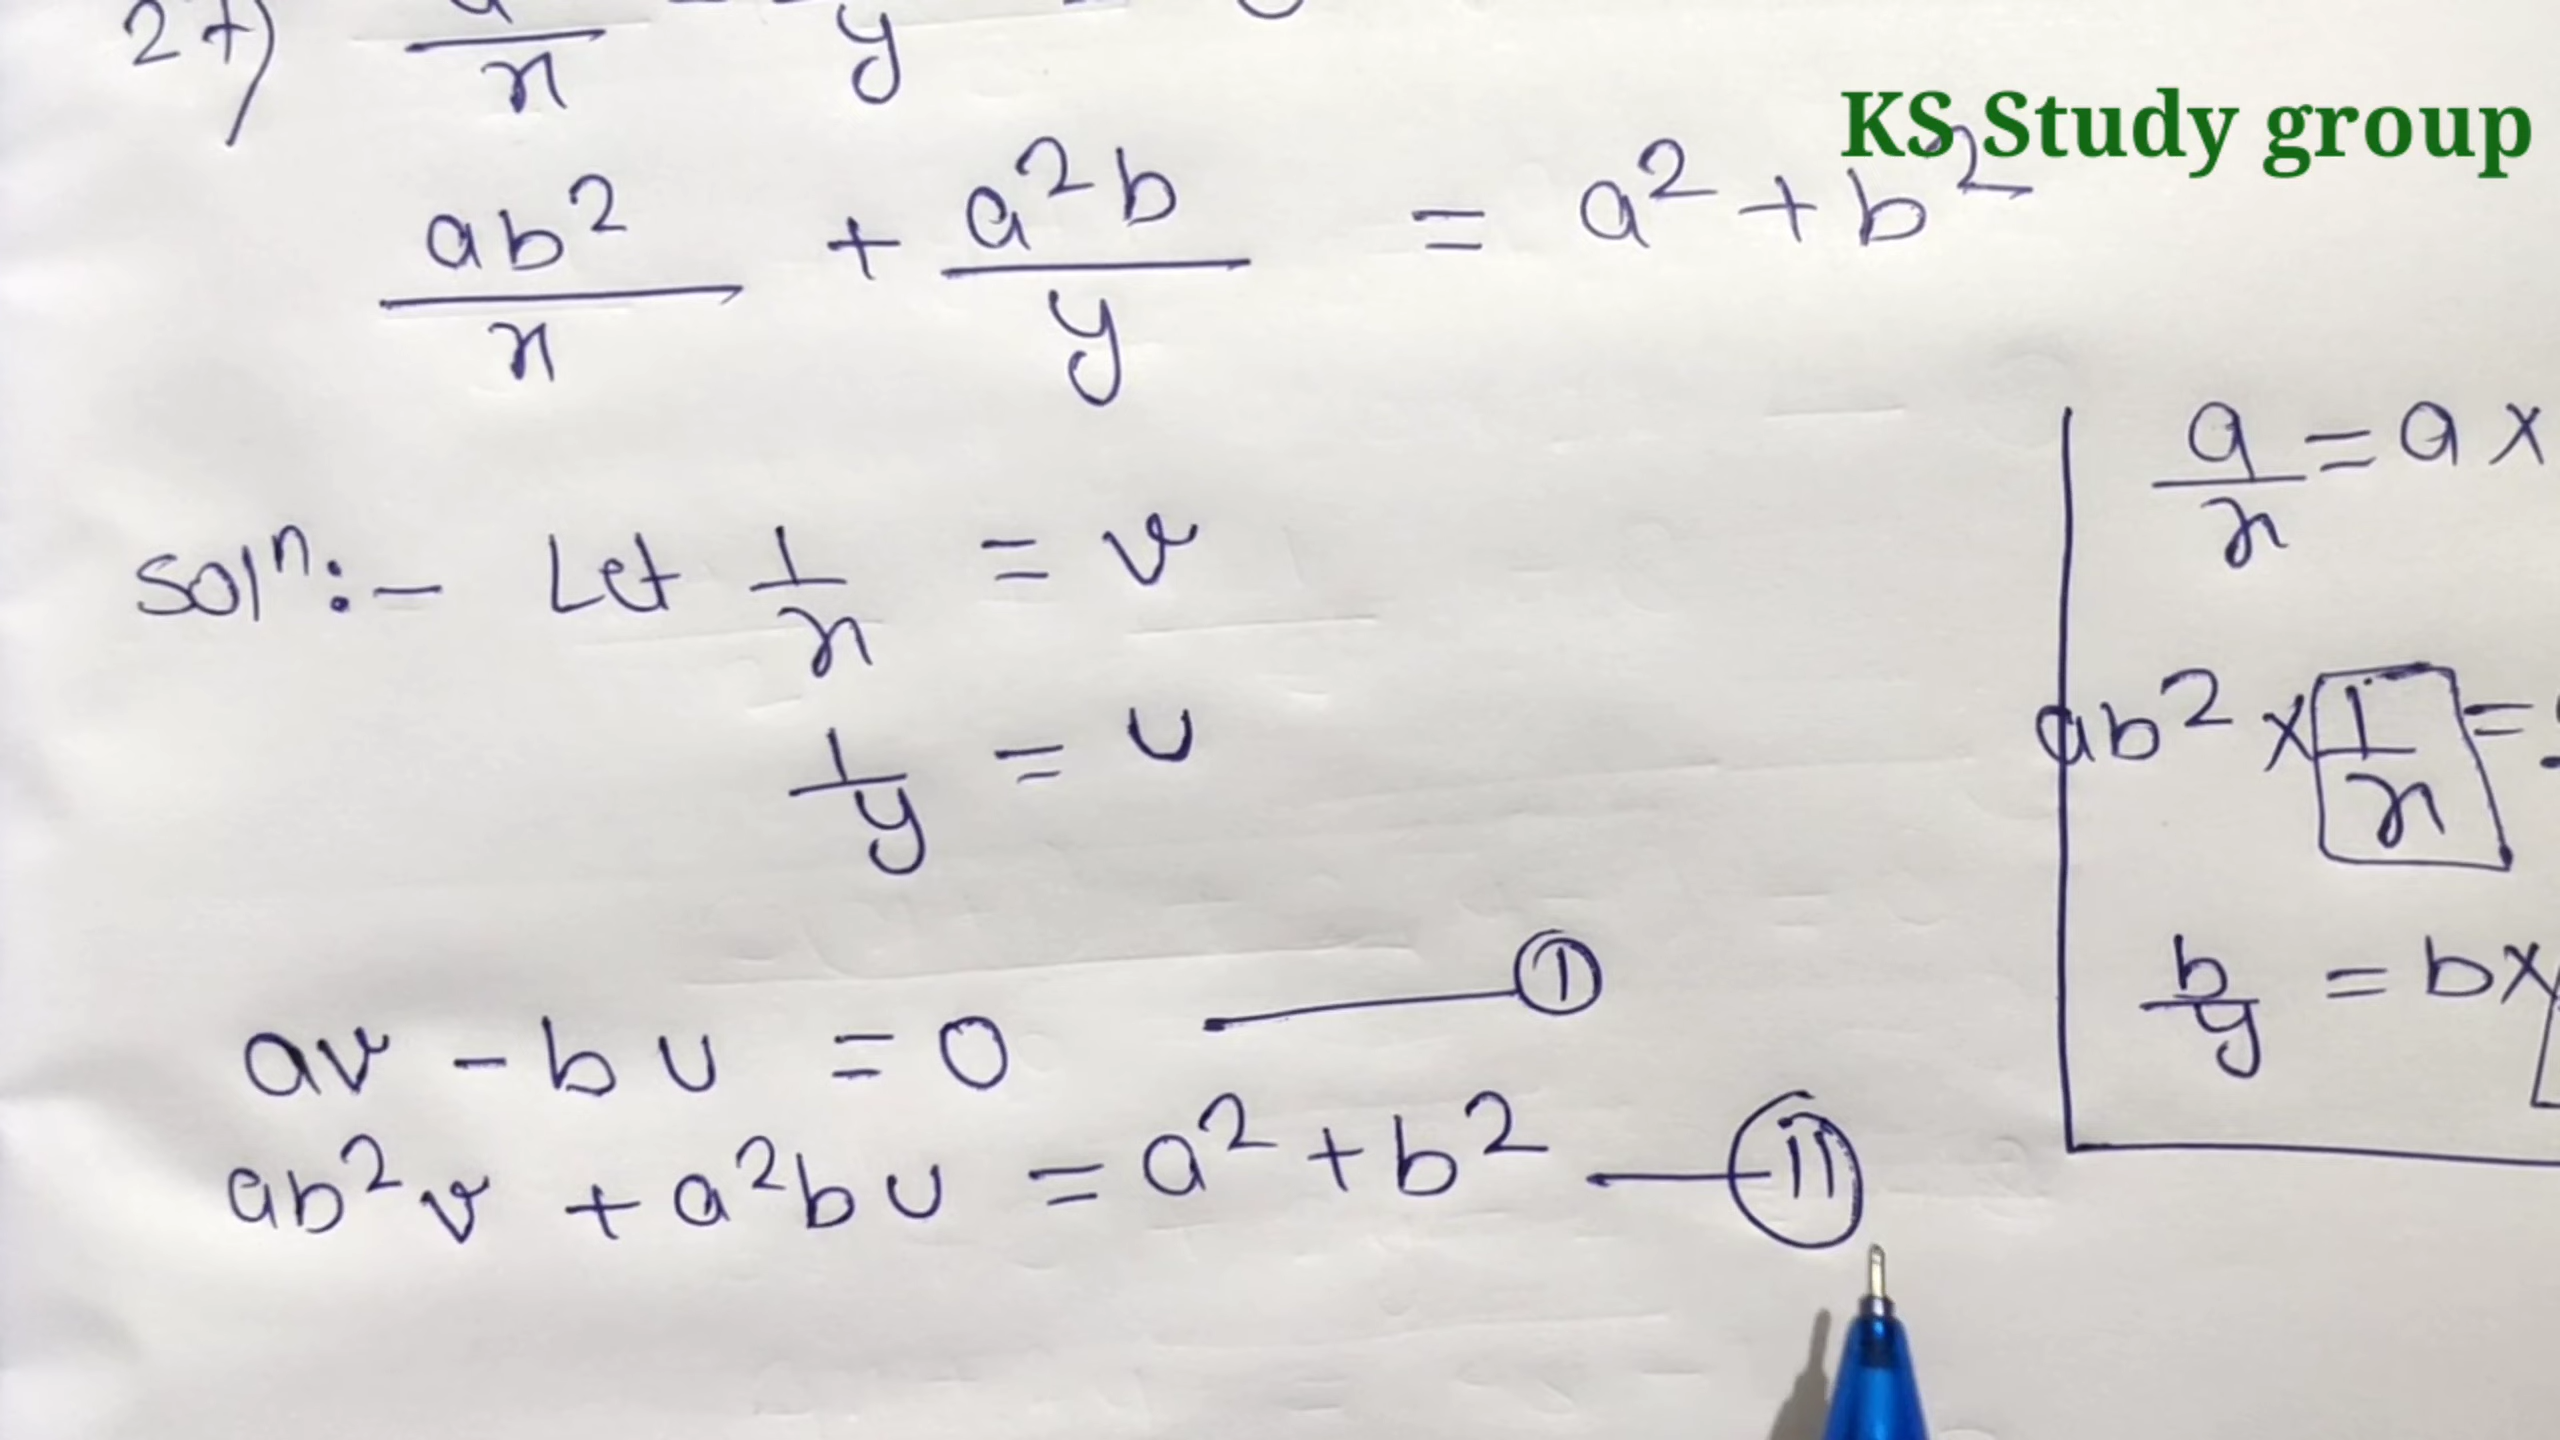 27) a/x - /y =
KS Study group
ab²/x + a²b/y = a² + b²
Solⁿ:- Let 1/x = v
1/y = u
av - bu = 0 —— ①
ab²v + a²bu = a² + b² —— Ⅱ
a/x = a ×
ab² × 1/x =
b/y = b×